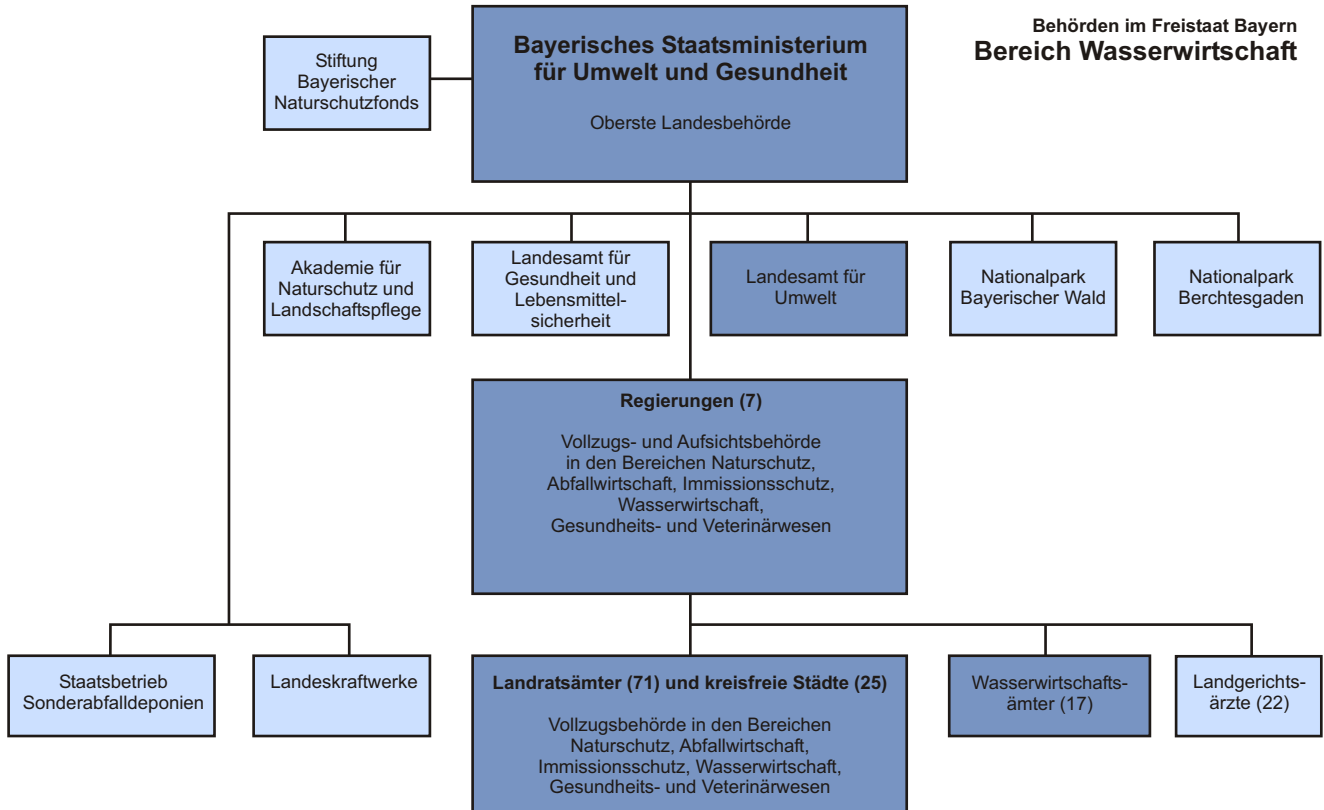 Behörden im Freistaat Bayern
Bereich Wasserwirtschaft
Stiftung
Bayerischer
Naturschutzfonds
Bayerisches Staatsministerium
für Umwelt und Gesundheit
Oberste Landesbehörde
Akademie für
Naturschutz und
Landschaftspflege
Landesamt für
Gesundheit und
Lebensmittel-
sicherheit
Landesamt für
Umwelt
Nationalpark
Bayerischer Wald
Nationalpark
Berchtesgaden
Regierungen (7)
Vollzugs- und Aufsichtsbehörde
in den Bereichen Naturschutz,
Abfallwirtschaft, Immissionsschutz,
Wasserwirtschaft,
Gesundheits- und Veterinärwesen
Staatsbetrieb
Sonderabfalldeponien
Landeskraftwerke
Landratsämter (71) und kreisfreie Städte (25)
Vollzugsbehörde in den Bereichen
Naturschutz, Abfallwirtschaft,
Immissionsschutz, Wasserwirtschaft,
Gesundheits- und Veterinärwesen
Wasserwirtschafts-
ämter (17)
Landgerichts-
ärzte (22)